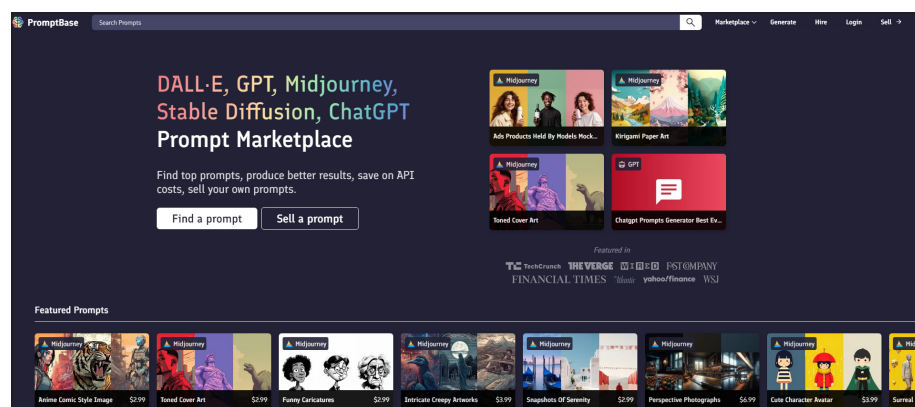 PromptBase
Search Prompts
Marketplace
Generate
Hire
Login
Sell →
DALL·E, GPT, Midjourney,
Stable Diffusion, ChatGPT
Prompt Marketplace
Find top prompts, produce better results, save on API
costs, sell your own prompts.
Find a prompt
Sell a prompt
Midjourney
Ads Products Held By Models Mock...
Midjourney
Kirigami Paper Art
Midjourney
Toned Cover Art
GPT
Chatgpt Prompts Generator Best Ev...
Featured in
TechCrunch THE VERGE WIRED FAST COMPANY
FINANCIAL TIMES The Atlantic yahoo!finance WSJ
Featured Prompts
Midjourney
Anime Comic Style Image $2.99
Midjourney
Toned Cover Art $2.99
Midjourney
Funny Caricatures $2.99
Midjourney
Intricate Creepy Artworks $3.99
Midjourney
Snapshots Of Serenity $2.99
Midjourney
Perspective Photographs $6.99
Midjourney
Cute Character Avatar $3.99
Mid
Surreal